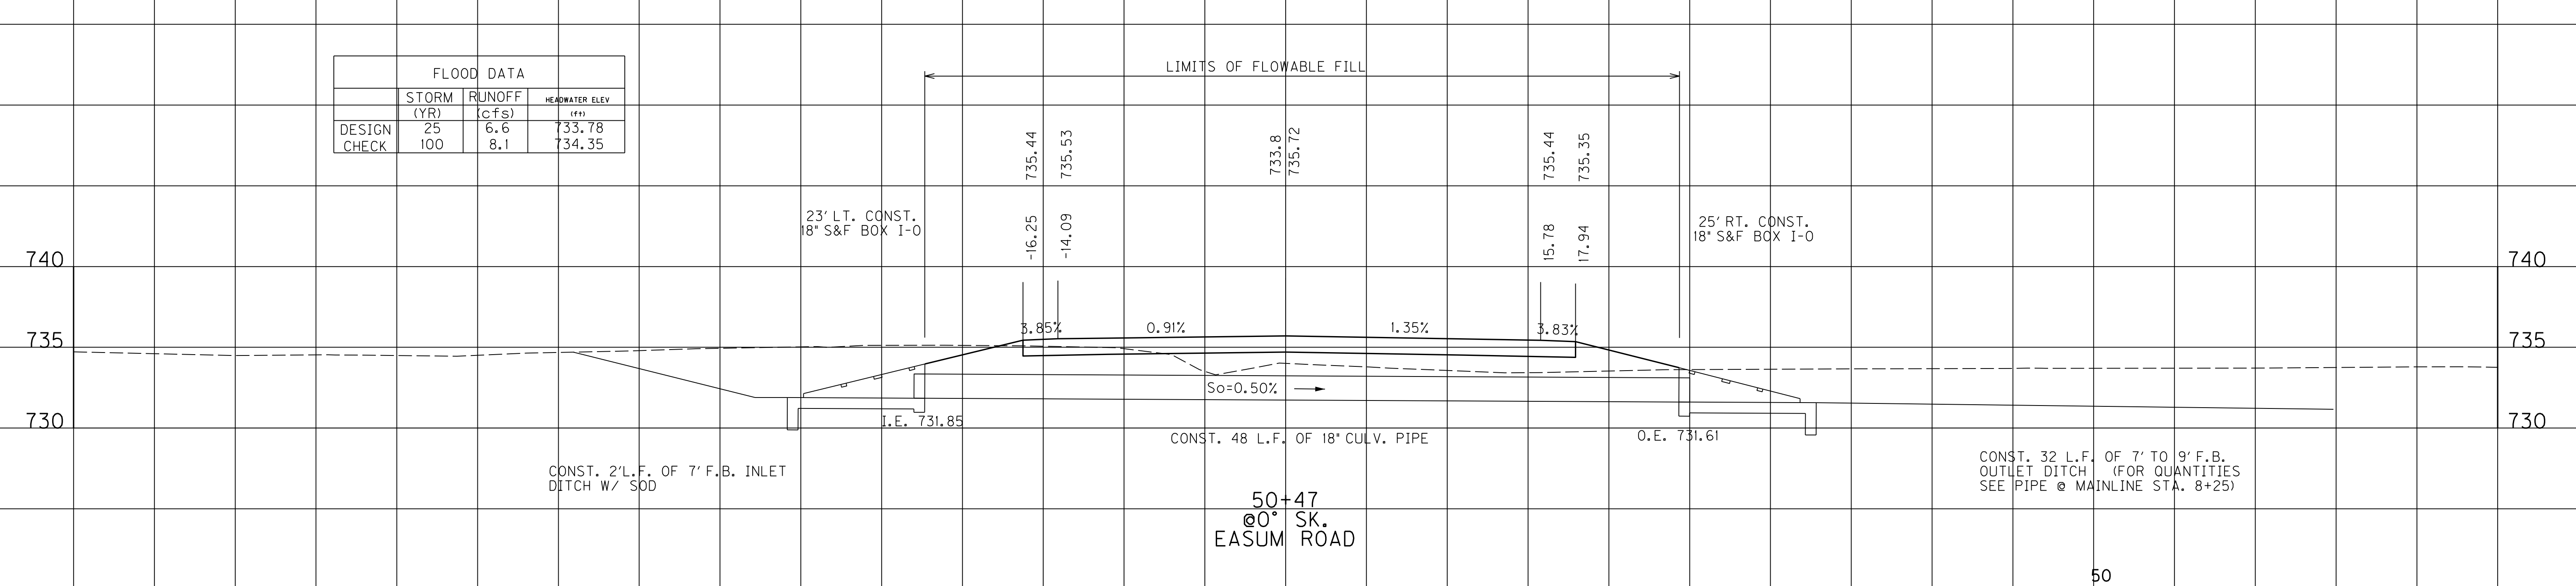 FLOOD DATA
STORM RUNOFF HEADWATER ELEV
(YR) (cfs) (ft)
DESIGN 25 6.6 733.78
CHECK 100 8.1 734.35
LIMITS OF FLOWABLE FILL
735.44
735.53
733.8
735.72
735.44
735.35
23' LT. CONST.
18" S&F BOX I-O
-16.25
-14.09
15.78
17.94
25' RT. CONST.
18" S&F BOX I-O
740 740
3.85% 0.91% 1.35% 3.83%
735 735
So=0.50%
730 730
I.E. 731.85
O.E. 731.61
CONST. 48 L.F. OF 18" CULV. PIPE
CONST. 2' L.F. OF 7' F.B. INLET
DITCH W/ SOD
CONST. 32 L.F. OF 7' TO 9' F.B.
OUTLET DITCH (FOR QUANTITIES
SEE PIPE @ MAINLINE STA. 8+25)
50+47
@0° SK.
EASUM ROAD
50